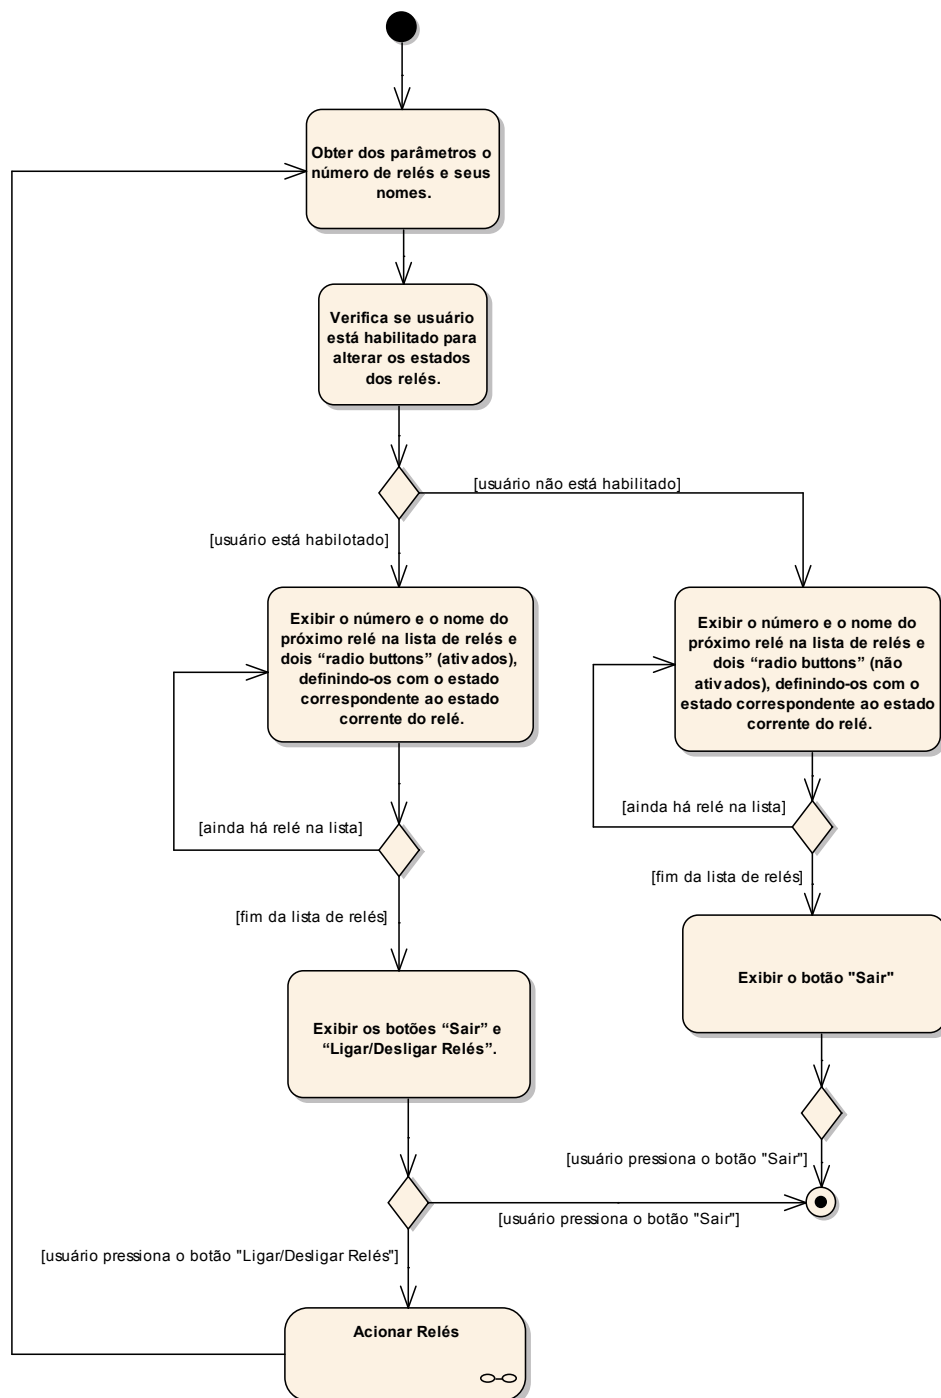 Obter dos parâmetros o
número de relés e seus
nomes.
Verifica se usuário
está habilitado para
alterar os estados
dos relés.
[usuário não está habilitado]
[usuário está habilotado]
Exibir o número e o nome do
próximo relé na lista de relés e
dois “radio buttons” (ativados),
definindo-os com o estado
correspondente ao estado
corrente do relé.
Exibir o número e o nome do
próximo relé na lista de relés e
dois “radio buttons” (não
ativados), definindo-os com o
estado correspondente ao estado
corrente do relé.
[ainda há relé na lista]
[ainda há relé na lista]
[fim da lista de relés]
[fim da lista de relés]
Exibir o botão "Sair"
Exibir os botões “Sair” e
“Ligar/Desligar Relés”.
[usuário pressiona o botão "Sair"]
[usuário pressiona o botão "Sair"]
[usuário pressiona o botão "Ligar/Desligar Relés"]
Acionar Relés